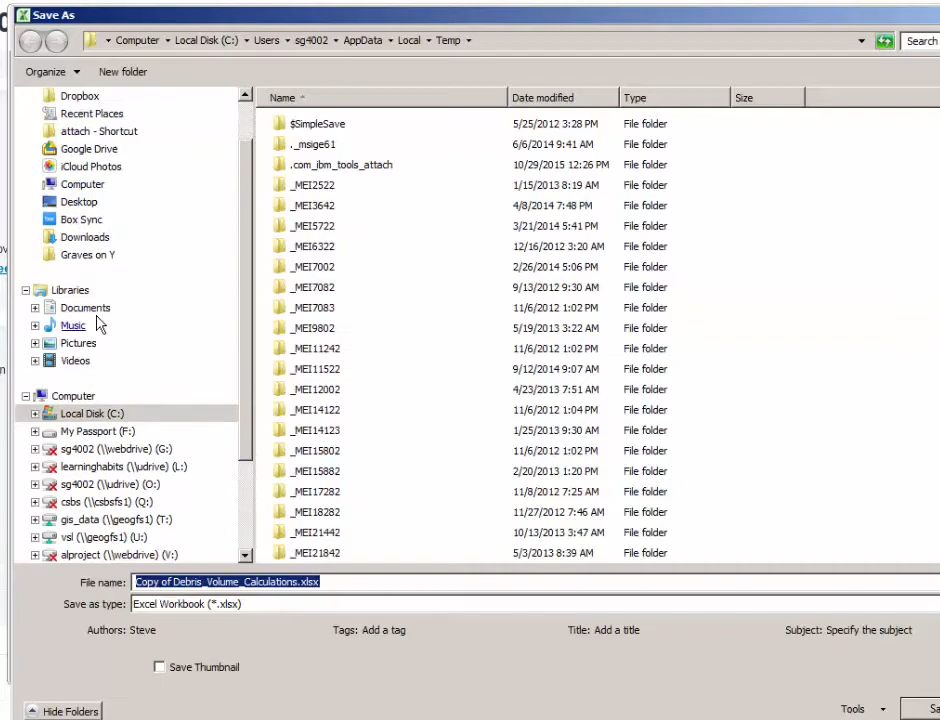 Save As
Computer Local Disk (C:) Users sg4002 AppData Local Temp
Search
Organize New folder
Name Date modified Type Size
Dropbox
Recent Places
attach - Shortcut
Google Drive
iCloud Photos
Computer
Desktop
Box Sync
Downloads
Graves on Y
Libraries
Documents
Music
Pictures
Videos
Computer
Local Disk (C:)
My Passport (F:)
sg4002 (\\webdrive) (G:)
learninghabits (\\udrive) (L:)
sg4002 (\\udrive) (O:)
csbs (\\csbsfs1) (Q:)
gis_data (\\geogfs1) (T:)
vsl (\\geogfs1) (U:)
alproject (\\webdrive) (V:)
$SimpleSave 5/25/2012 3:28 PM File folder
._msige61 6/6/2014 9:41 AM File folder
.com_ibm_tools_attach 10/29/2015 12:26 PM File folder
_MEI2522 1/15/2013 8:19 AM File folder
_MEI3642 4/8/2014 7:48 PM File folder
_MEI5722 3/21/2014 5:41 PM File folder
_MEI6322 12/16/2012 3:20 AM File folder
_MEI7002 2/26/2014 5:06 PM File folder
_MEI7082 9/13/2012 9:30 AM File folder
_MEI7083 11/6/2012 1:02 PM File folder
_MEI9802 5/19/2013 3:22 AM File folder
_MEI11242 11/6/2012 1:02 PM File folder
_MEI11522 9/12/2014 9:07 AM File folder
_MEI12002 4/23/2013 7:51 AM File folder
_MEI14122 11/6/2012 1:04 PM File folder
_MEI14123 1/25/2013 9:30 AM File folder
_MEI15802 11/6/2012 1:02 PM File folder
_MEI15882 2/20/2013 1:20 PM File folder
_MEI17282 11/8/2012 7:25 AM File folder
_MEI18282 11/27/2012 7:46 AM File folder
_MEI21442 10/13/2013 3:47 AM File folder
_MEI21842 5/3/2013 8:39 AM File folder
File name: Copy of Debris_Volume_Calculations.xlsx
Save as type: Excel Workbook (*.xlsx)
Authors: Steve Tags: Add a tag Title: Add a title Subject: Specify the subject
Save Thumbnail
Hide Folders Tools